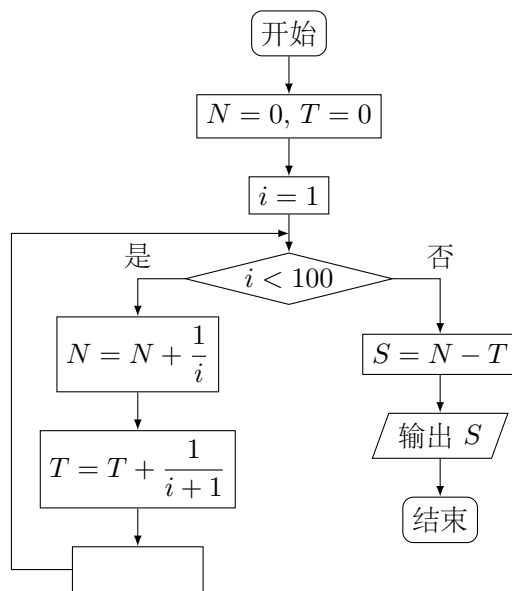 开始
N = 0, T = 0
i = 1
是
i < 100
否
N = N + 1/i
S = N − T
T = T + 1/(i + 1)
输出 S
结束